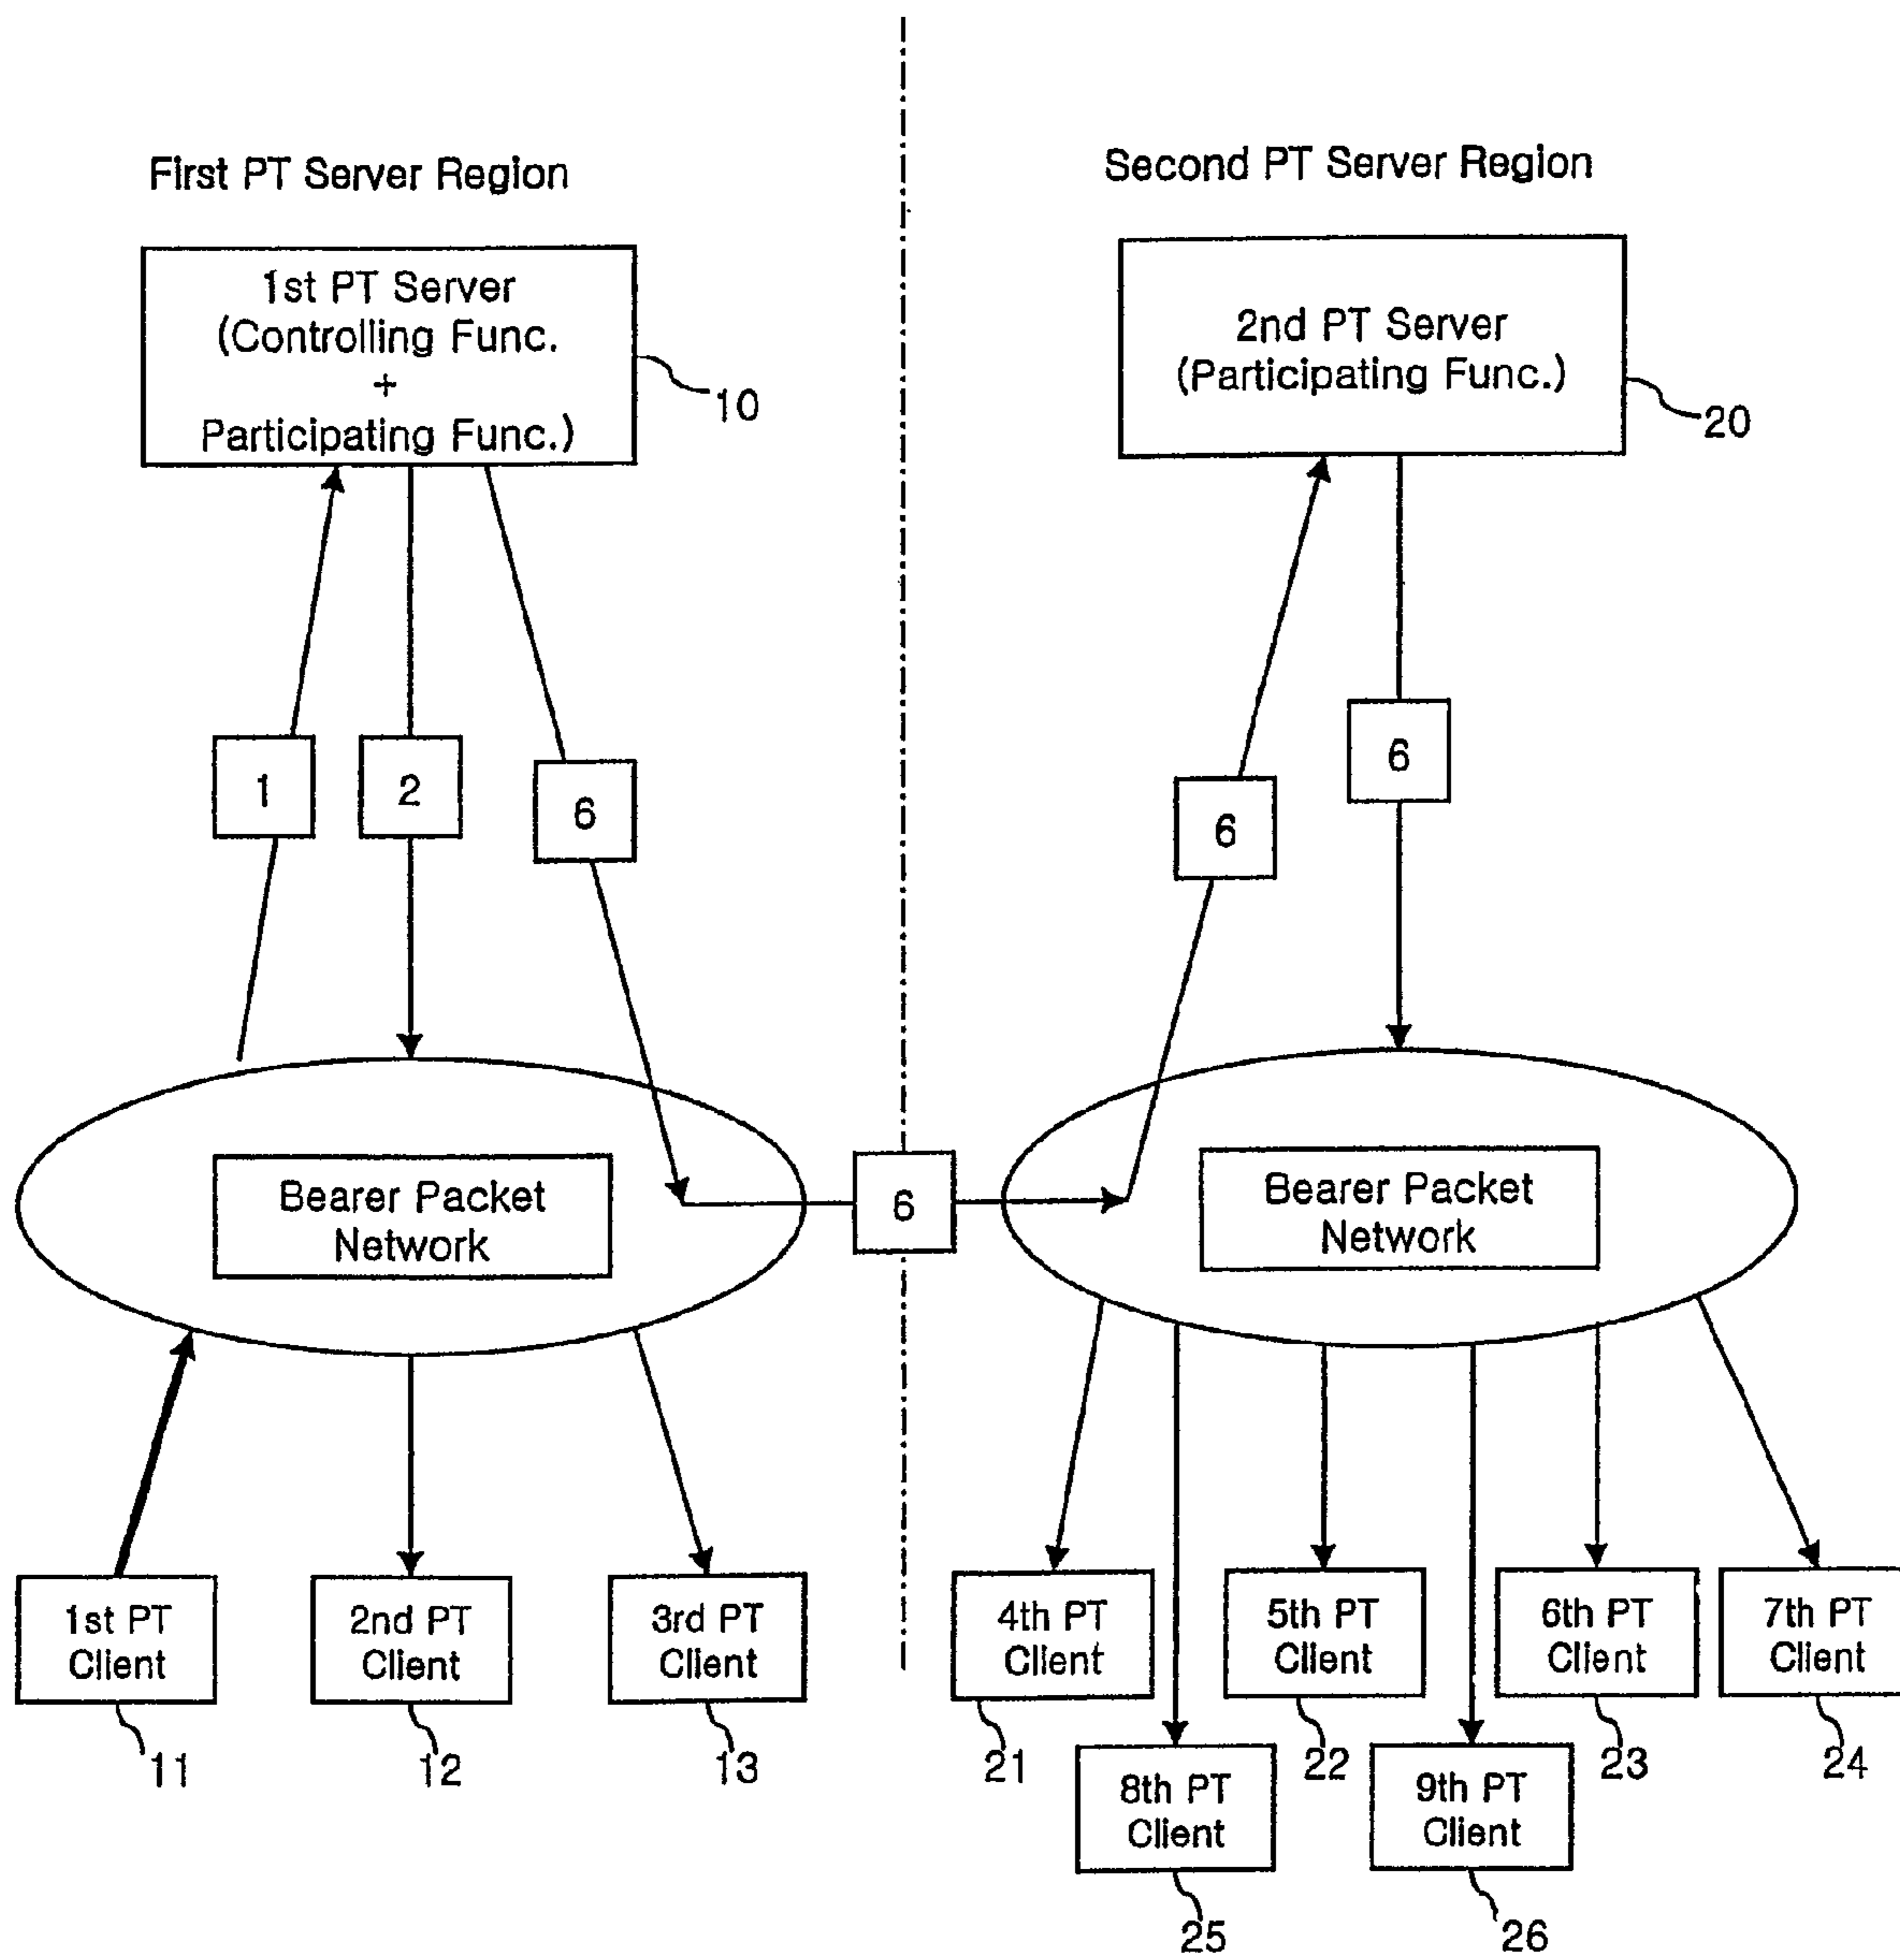 First PT Server Region
Second PT Server Region
1st PT Server
(Controlling Func.
+
Participating Func.)
10
2nd PT Server
(Participating Func.)
20
1
2
6
6
6
6
Bearer Packet
Network
Bearer Packet
Network
1st PT
Client
11
2nd PT
Client
12
3rd PT
Client
13
4th PT
Client
21
5th PT
Client
22
6th PT
Client
23
7th PT
Client
24
8th PT
Client
25
9th PT
Client
26